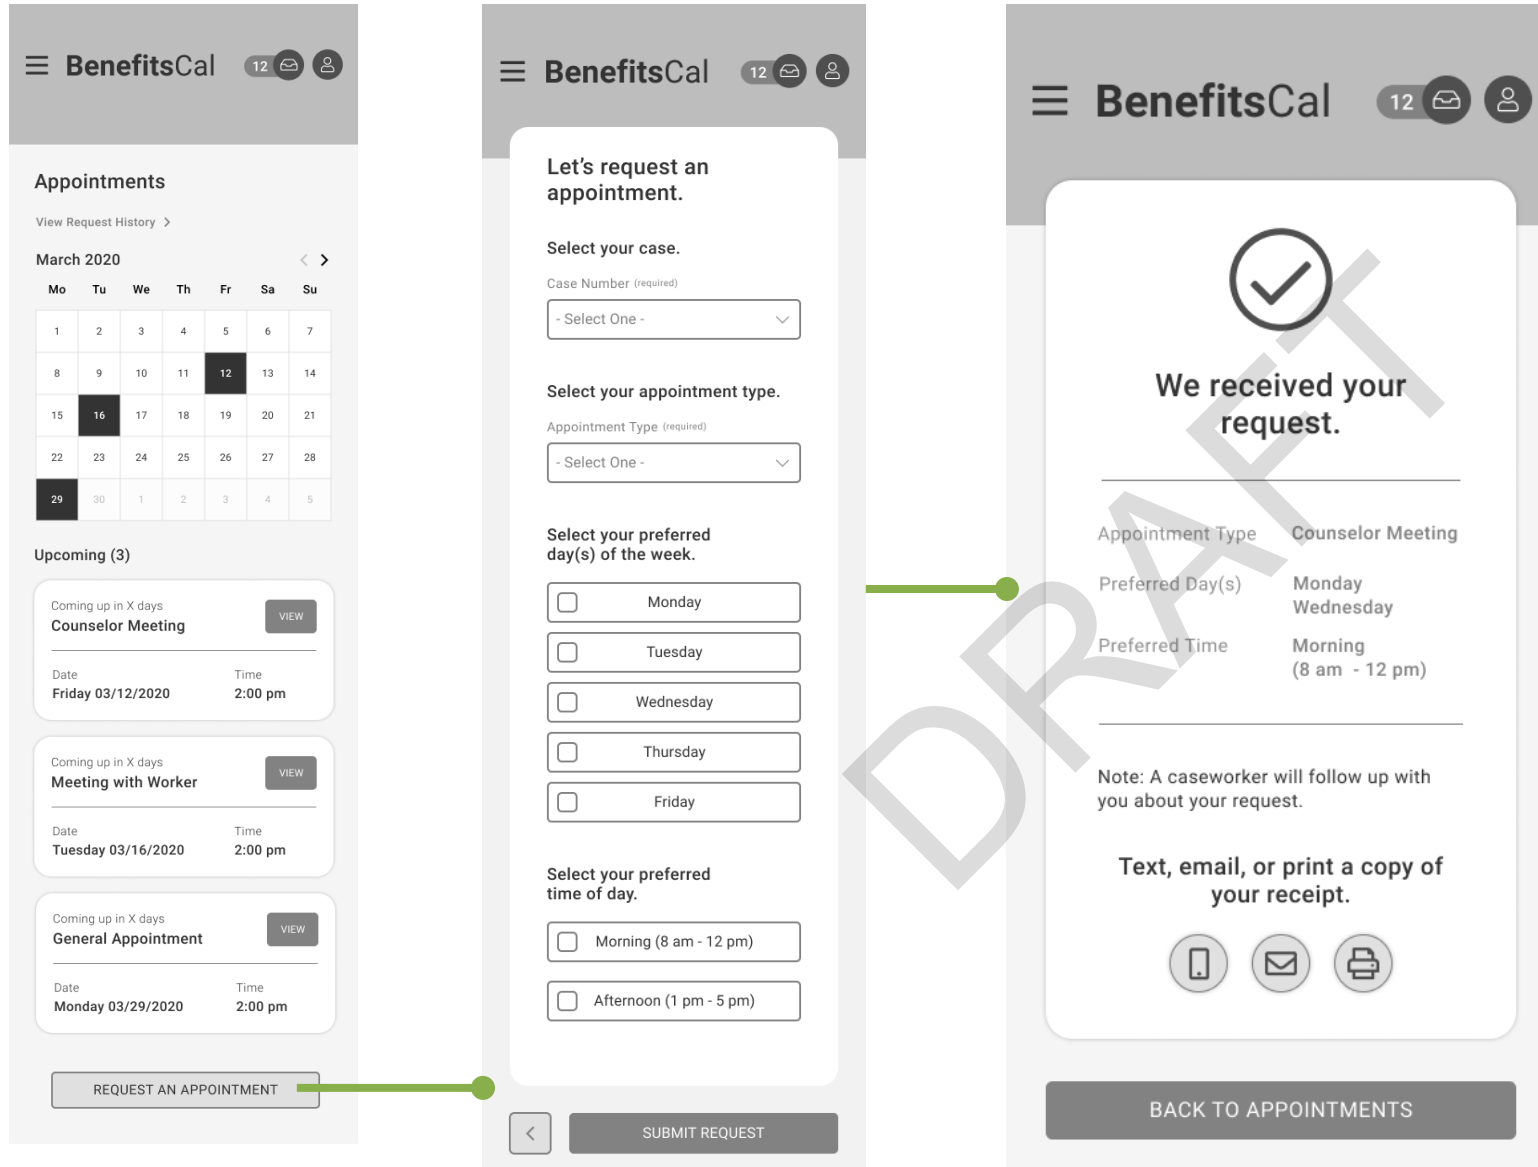 BenefitsCal
12
Appointments
View Request History >
March 2020
< >
Mo Tu We Th Fr Sa Su
1 2 3 4 5 6 7
8 9 10 11 12 13 14
15 16 17 18 19 20 21
22 23 24 25 26 27 28
29 30 1 2 3 4 5
Upcoming (3)
Coming up in X days
Counselor Meeting
VIEW
Date Time
Friday 03/12/2020 2:00 pm
Coming up in X days
Meeting with Worker
VIEW
Date Time
Tuesday 03/16/2020 2:00 pm
Coming up in X days
General Appointment
VIEW
Date Time
Monday 03/29/2020 2:00 pm
REQUEST AN APPOINTMENT
BenefitsCal
12
Let’s request an
appointment.
Select your case.
Case Number (required)
- Select One -
Select your appointment type.
Appointment Type (required)
- Select One -
Select your preferred
day(s) of the week.
Monday
Tuesday
Wednesday
Thursday
Friday
Select your preferred
time of day.
Morning (8 am - 12 pm)
Afternoon (1 pm - 5 pm)
<
SUBMIT REQUEST
BenefitsCal
12
We received your
request.
Appointment Type Counselor Meeting
Preferred Day(s) Monday
Wednesday
Preferred Time Morning
(8 am - 12 pm)
Note: A caseworker will follow up with
you about your request.
Text, email, or print a copy of
your receipt.
BACK TO APPOINTMENTS
DRAFT